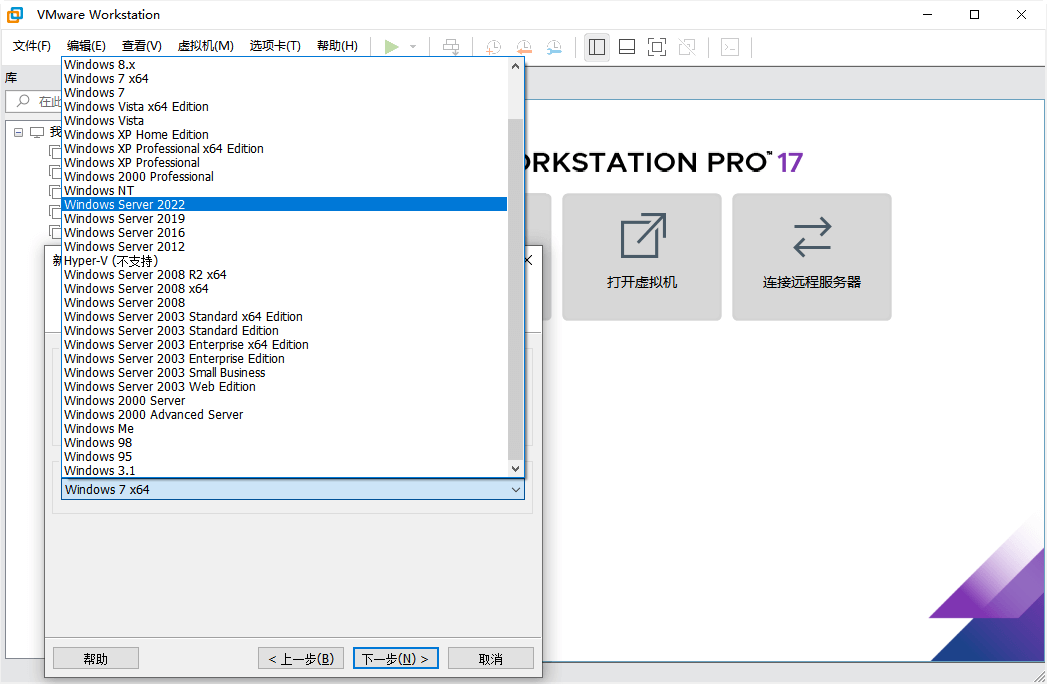 VMware Workstation
文件(F) 编辑(E) 查看(V) 虚拟机(M) 选项卡(T) 帮助(H)
库
在此
我
ORKSTATION PRO™ 17
打开虚拟机
连接远程服务器
新
Windows 8.x
Windows 7 x64
Windows 7
Windows Vista x64 Edition
Windows Vista
Windows XP Home Edition
Windows XP Professional x64 Edition
Windows XP Professional
Windows 2000 Professional
Windows NT
Windows Server 2022
Windows Server 2019
Windows Server 2016
Windows Server 2012
Hyper-V (不支持)
Windows Server 2008 R2 x64
Windows Server 2008 x64
Windows Server 2008
Windows Server 2003 Standard x64 Edition
Windows Server 2003 Standard Edition
Windows Server 2003 Enterprise x64 Edition
Windows Server 2003 Enterprise Edition
Windows Server 2003 Small Business
Windows Server 2003 Web Edition
Windows 2000 Server
Windows 2000 Advanced Server
Windows Me
Windows 98
Windows 95
Windows 3.1
Windows 7 x64
帮助
< 上一步(B)
下一步(N) >
取消